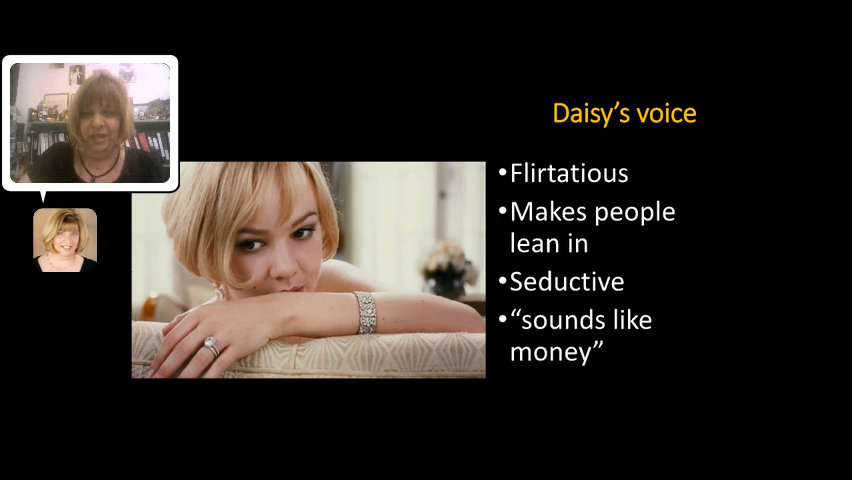 Daisy’s voice
•Flirtatious
•Makes people
lean in
•Seductive
•“sounds like
money”